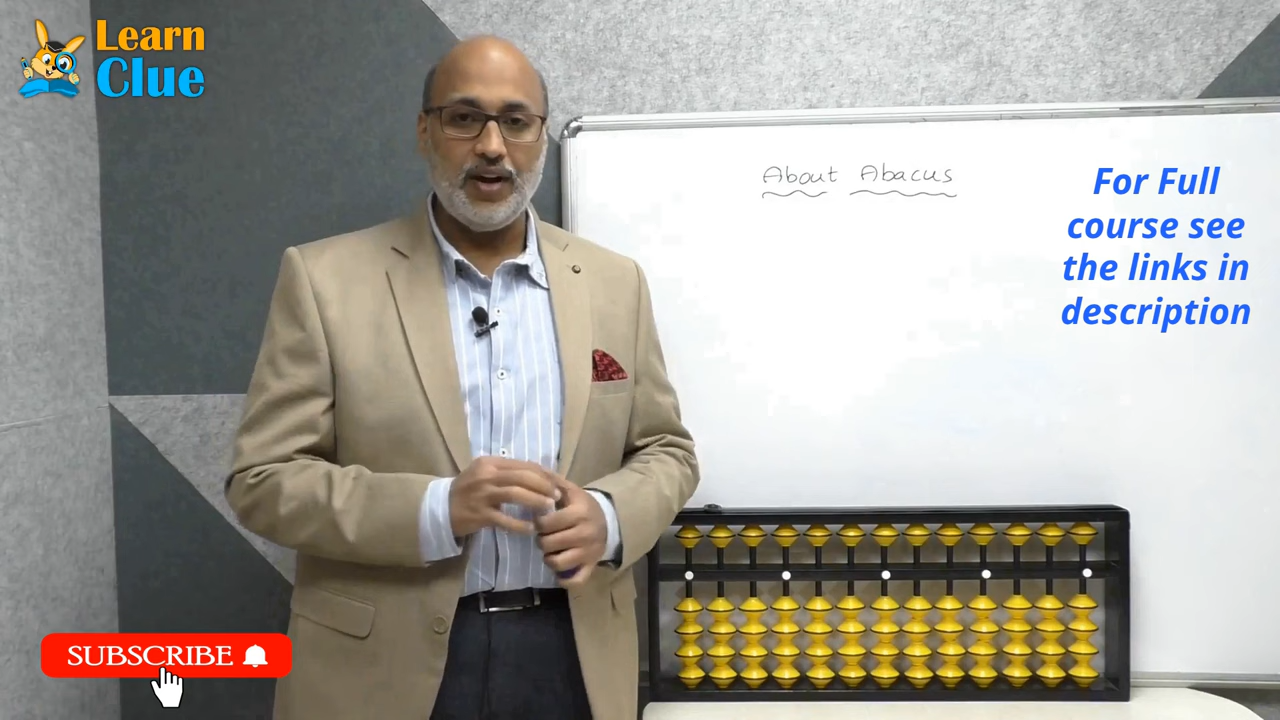 Learn
Clue
About Abacus
For Full
course see
the links in
description
SUBSCRIBE